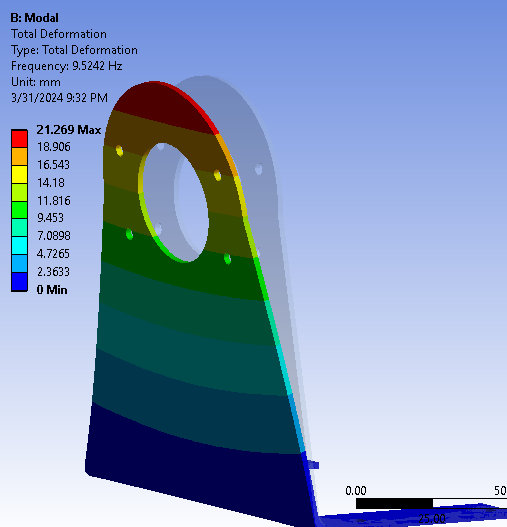 B: Modal
Total Deformation
Type: Total Deformation
Frequency: 9.5242 Hz
Unit: mm
3/31/2024 9:32 PM
21.269 Max
18.906
16.543
14.18
11.816
9.453
7.0898
4.7265
2.3633
0 Min
0.00
50
25.00